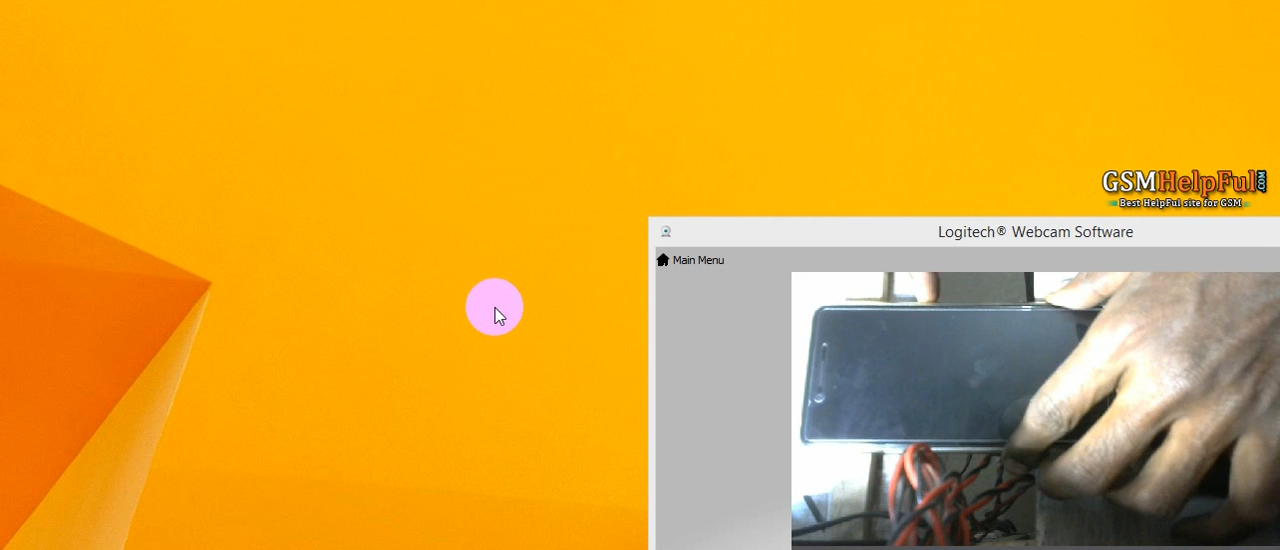 GSMHelpFul.COM
Best HelpFul site for GSM
Logitech® Webcam Software
Main Menu